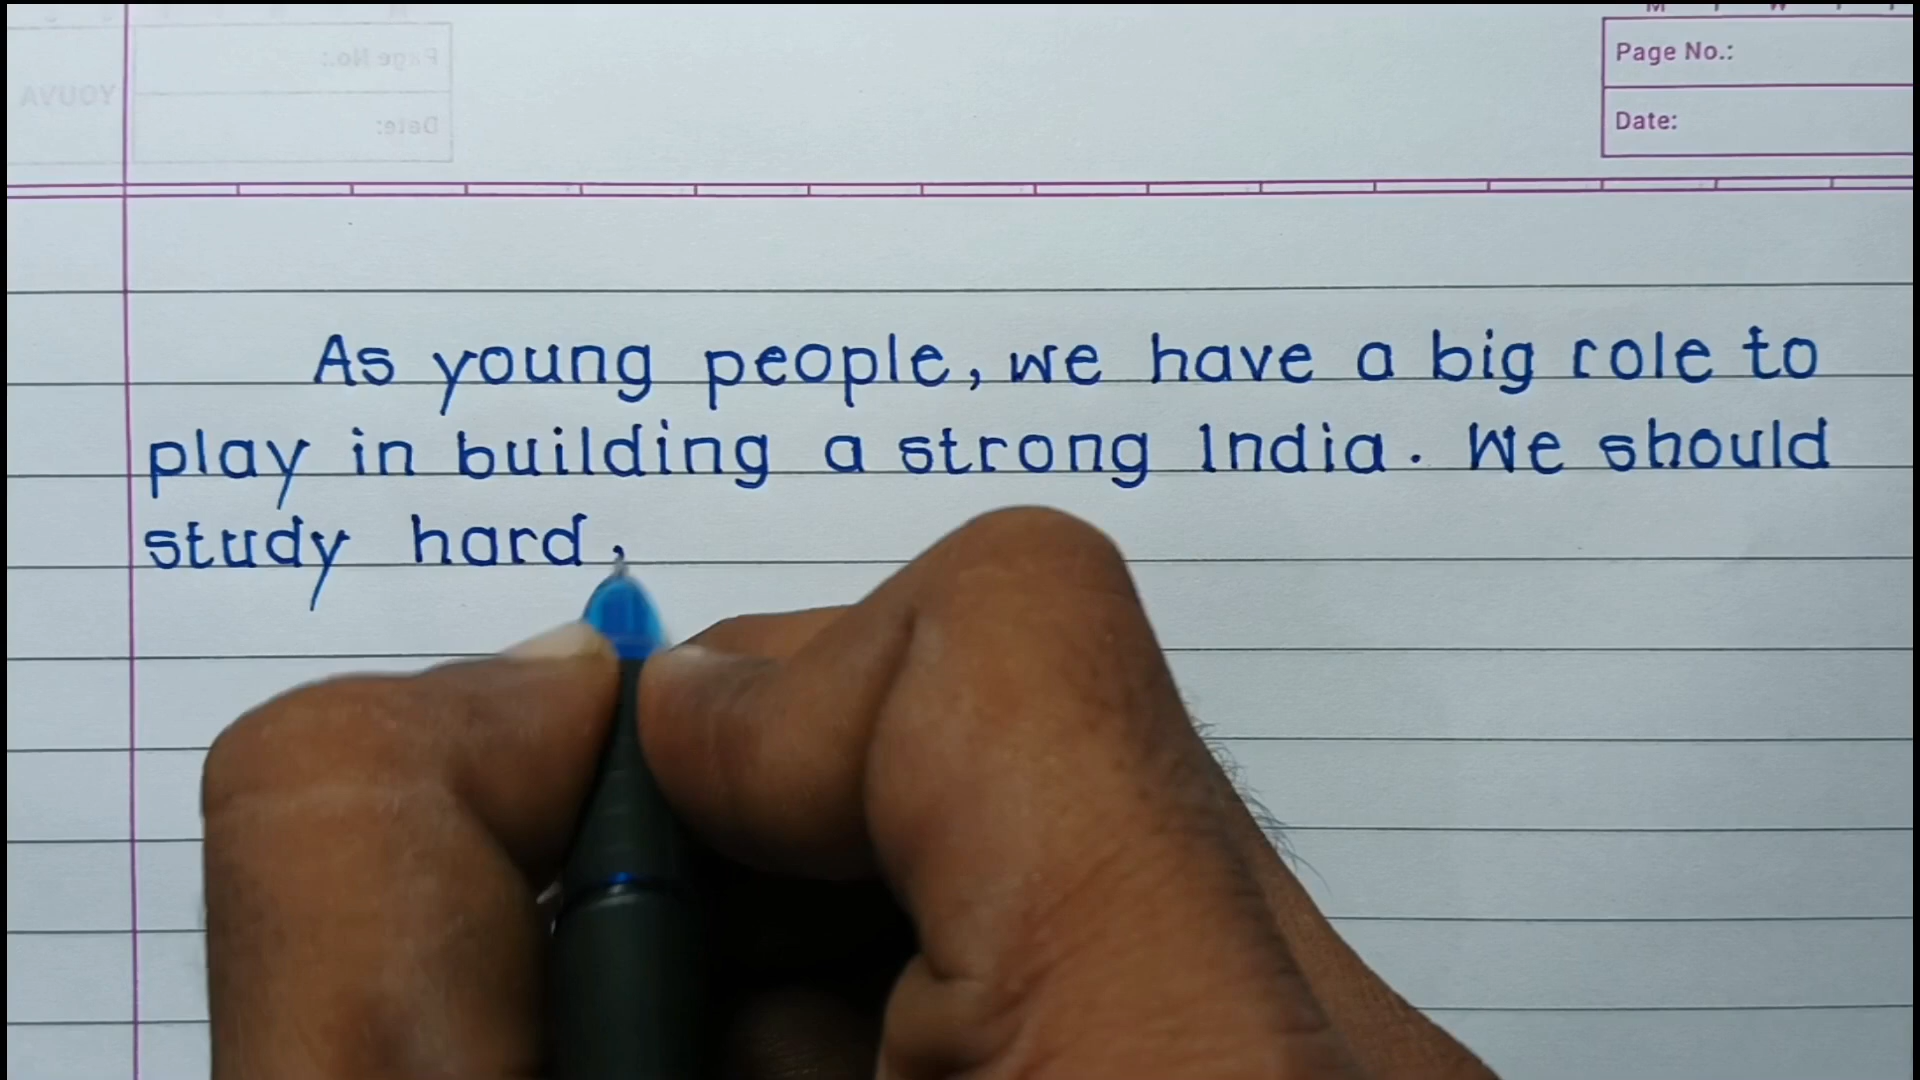 Page No.:
Date:
As young people, we have a big role to
play in building a strong India. We should
study hard,